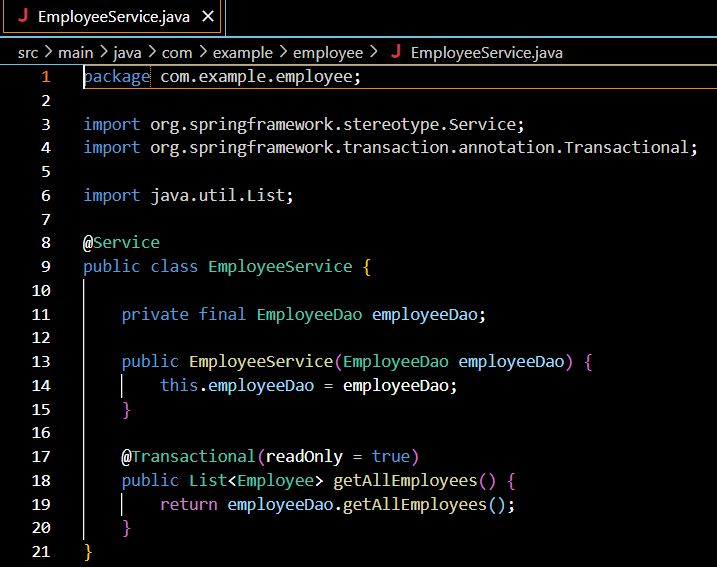 J EmployeeService.java ×
src > main > java > com > example > employee > J EmployeeService.java
1 package com.example.employee;
2
3 import org.springframework.stereotype.Service;
4 import org.springframework.transaction.annotation.Transactional;
5
6 import java.util.List;
7
8 @Service
9 public class EmployeeService {
10
11     private final EmployeeDao employeeDao;
12
13     public EmployeeService(EmployeeDao employeeDao) {
14         this.employeeDao = employeeDao;
15     }
16
17     @Transactional(readOnly = true)
18     public List<Employee> getAllEmployees() {
19         return employeeDao.getAllEmployees();
20     }
21 }